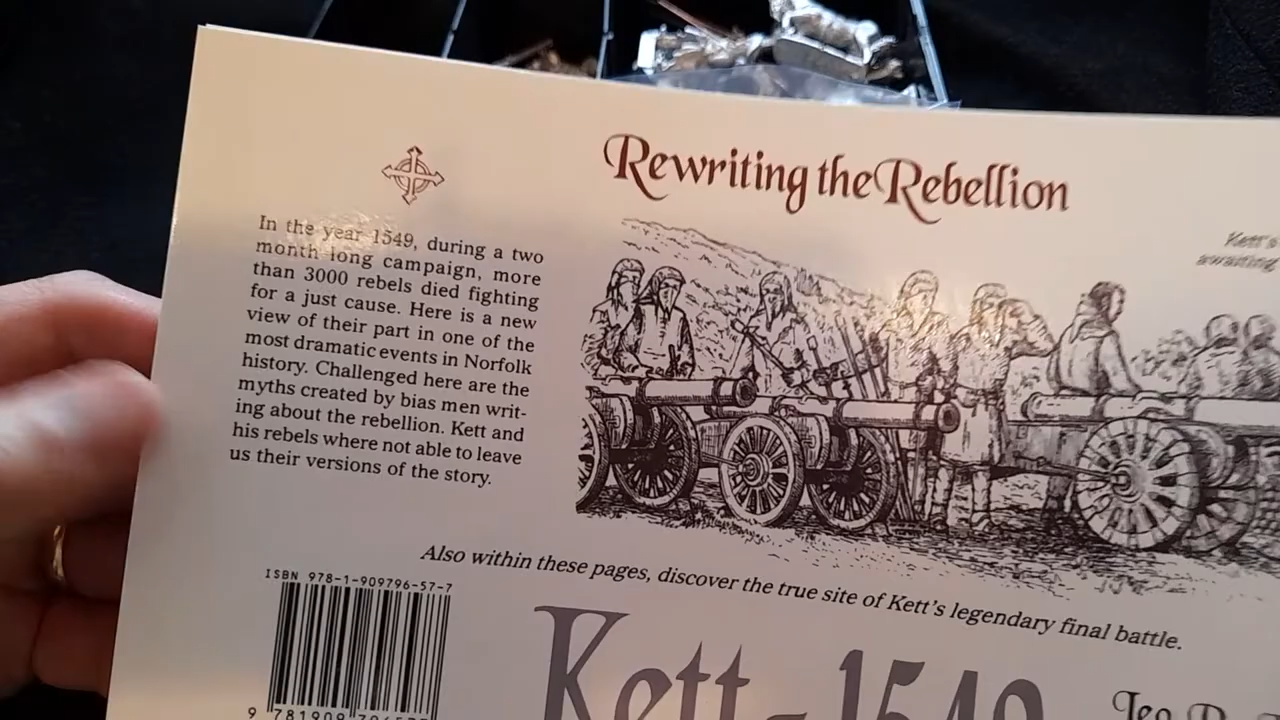 Rewriting the Rebellion
Kett's
awaiting
In the year 1549, during a two
month long campaign, more
than 3000 rebels died fighting
for a just cause. Here is a new
view of their part in one of the
most dramatic events in Norfolk
history. Challenged here are the
myths created by bias men writ-
ing about the rebellion. Kett and
his rebels where not able to leave
us their versions of the story.
Also within these pages, discover the true site of Kett's legendary final battle.
ISBN 978-1-909796-57-7
Kett - 1549